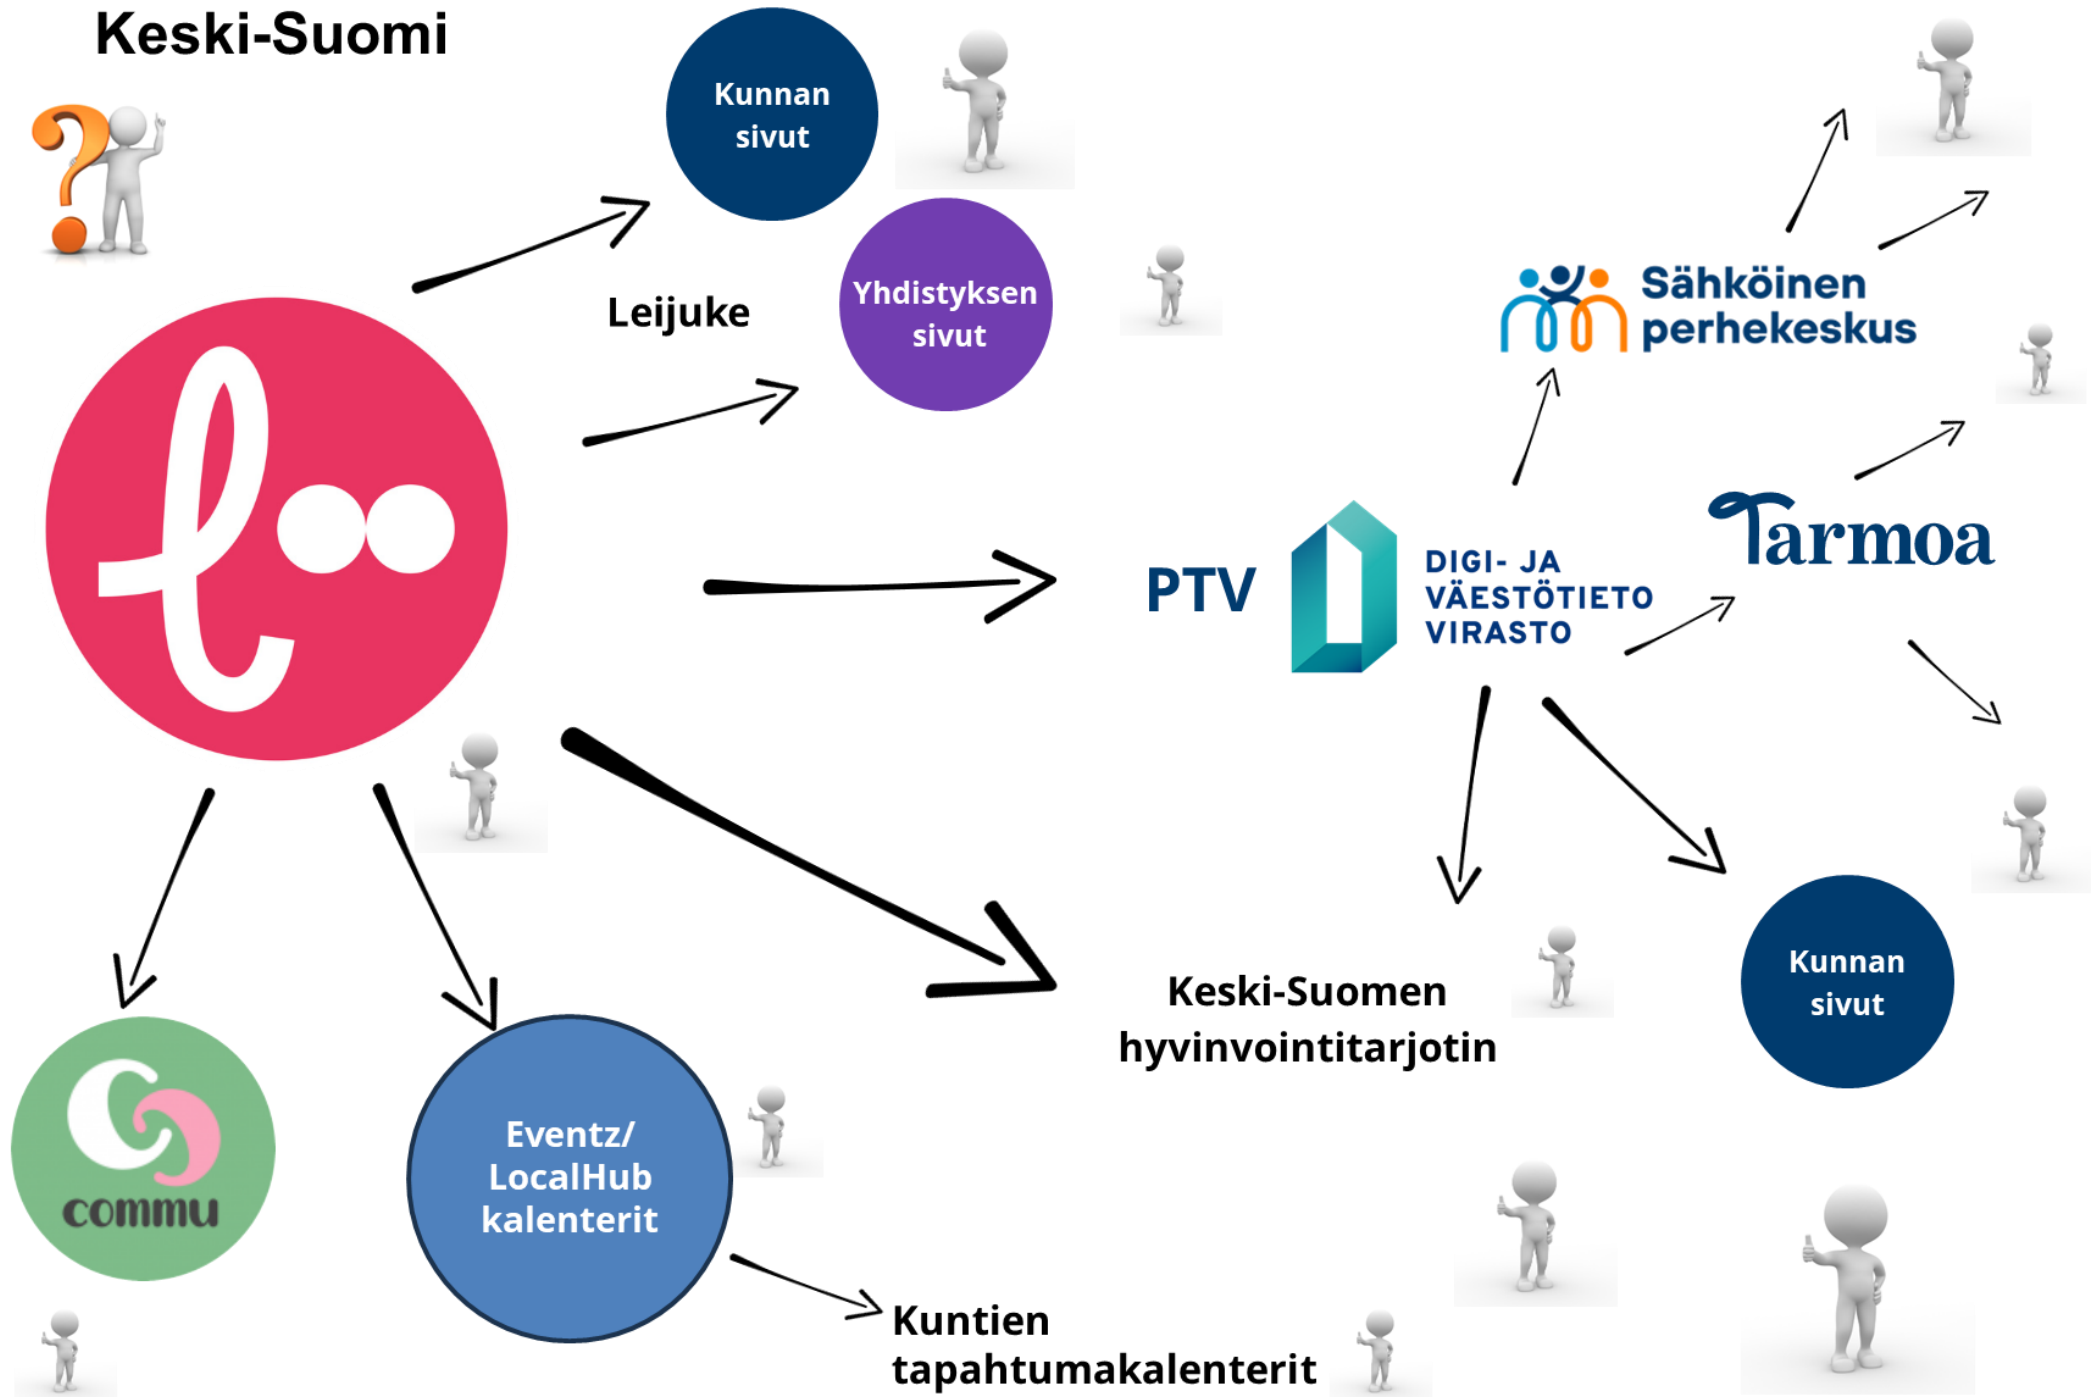 Keski-Suomi
Kunnan
sivut
Leijuke
Yhdistyksen
sivut
Sähköinen
perhekeskus
Tarmoa
PTV
DIGI- JA
VÄESTÖTIETO
VIRASTO
Keski-Suomen
hyvinvointitarjotin
Kunnan
sivut
commu
Eventz/
LocalHub
kalenterit
Kuntien
tapahtumakalenterit